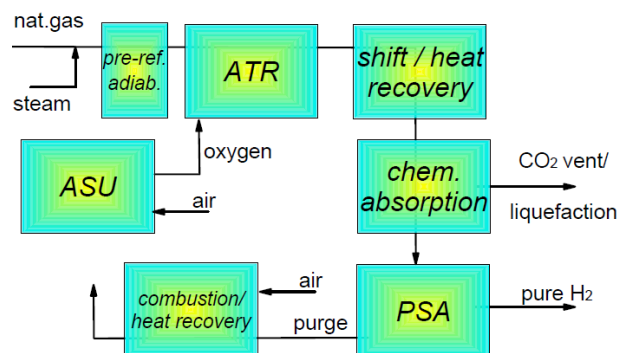 nat.gas
steam
pre-ref.
adiab.
ATR
shift / heat
recovery
oxygen
ASU
air
chem.
absorption
CO2 vent/
liquefaction
combustion/
heat recovery
air
purge
PSA
pure H2